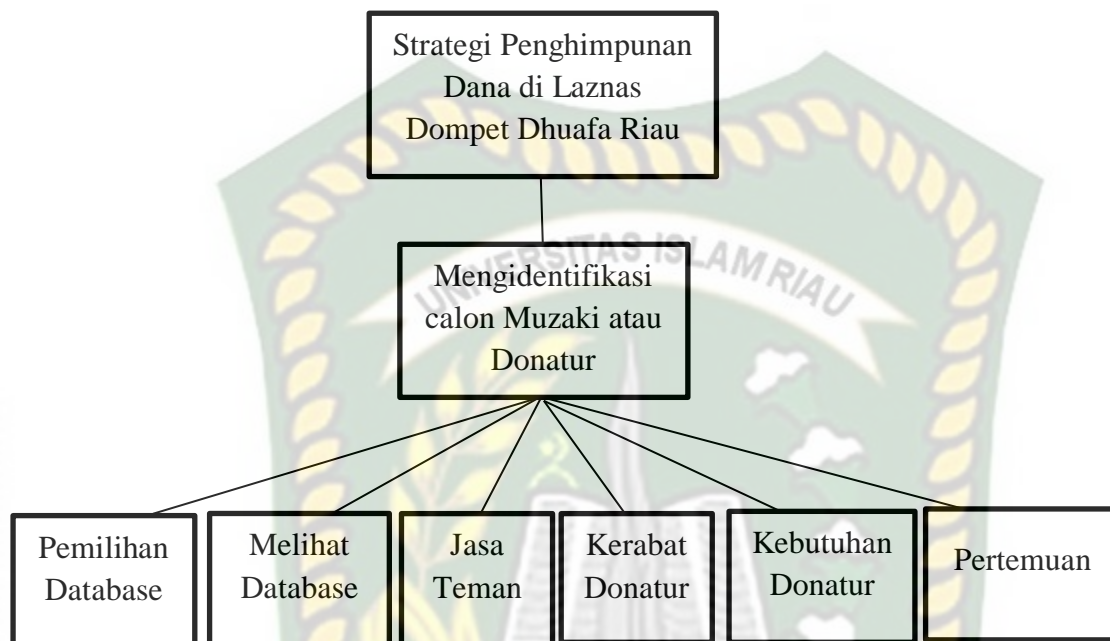 Strategi Penghimpunan
Dana di Laznas
Dompet Dhuafa Riau
UNIVERSITAS ISLAM RIAU
Mengidentifikasi
calon Muzaki atau
Donatur
Pemilihan
Database
Melihat
Database
Jasa
Teman
Kerabat
Donatur
Kebutuhan
Donatur
Pertemuan